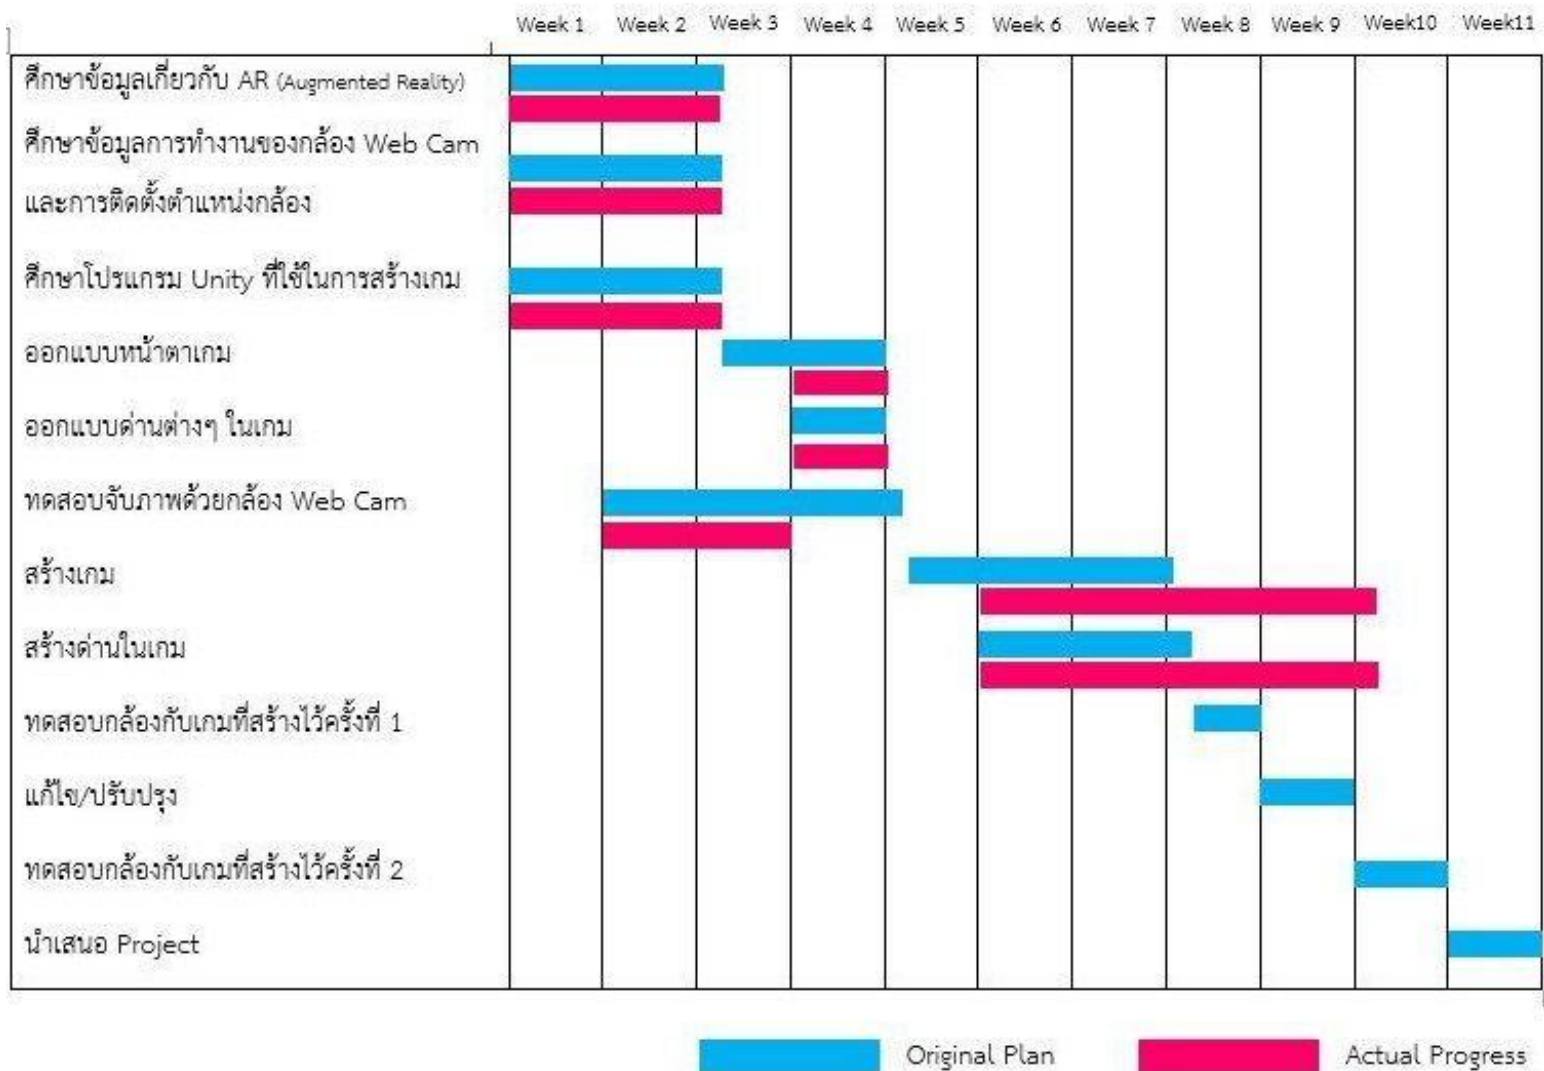 Week 1 Week 2 Week 3 Week 4 Week 5 Week 6 Week 7 Week 8 Week 9 Week10 Week11
ศึกษาข้อมูลเกี่ยวกับ AR (Augmented Reality)
ศึกษาข้อมูลการทำงานของกล้อง Web Cam
และการติดตั้งตำแหน่งกล้อง
ศึกษาโปรแกรม Unity ที่ใช้ในการสร้างเกม
ออกแบบหน้าตาเกม
ออกแบบด่านต่างๆ ในเกม
ทดสอบจับภาพด้วยกล้อง Web Cam
สร้างเกม
สร้างด่านในเกม
ทดสอบกล้องกับเกมที่สร้างไว้ครั้งที่ 1
แก้ไข/ปรับปรุง
ทดสอบกล้องกับเกมที่สร้างไว้ครั้งที่ 2
นำเสนอ Project
Original Plan Actual Progress